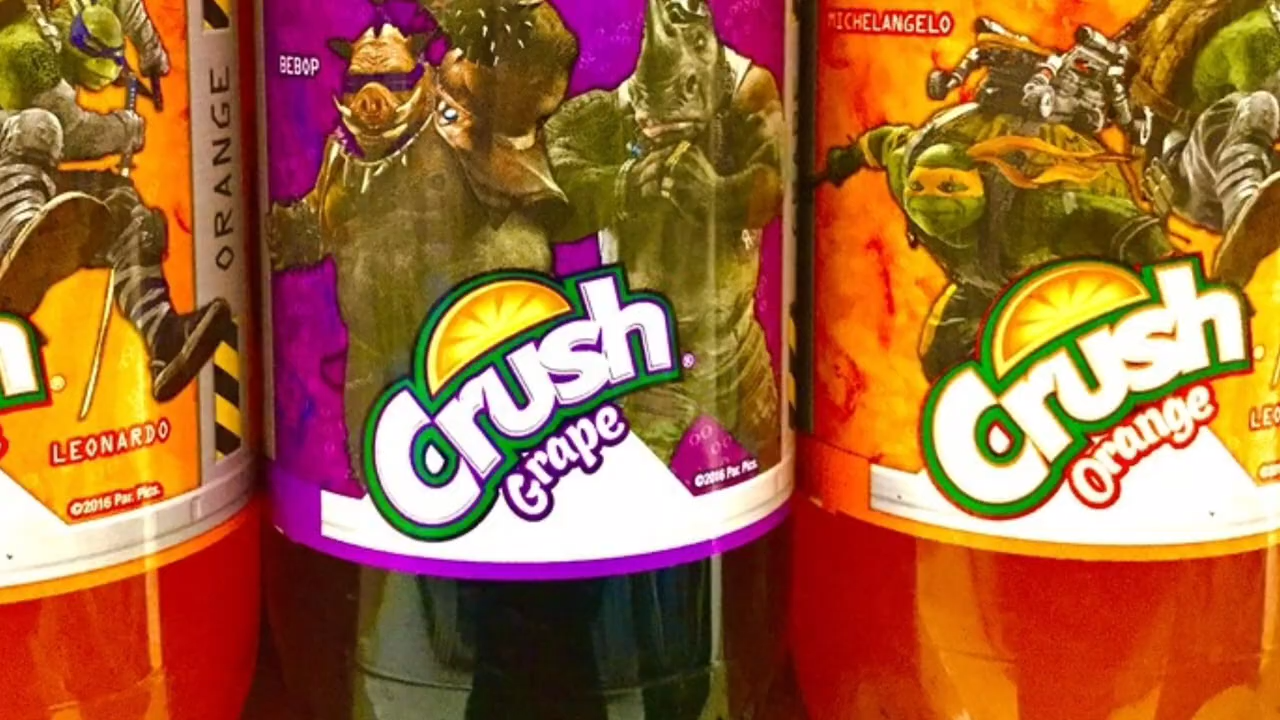 ORANGE
LEONARDO
©2016 Par. Pics.
BEBOP
Crush®
Grape
©2016 Par. Pics.
MICHELANGELO
Crush
Orange